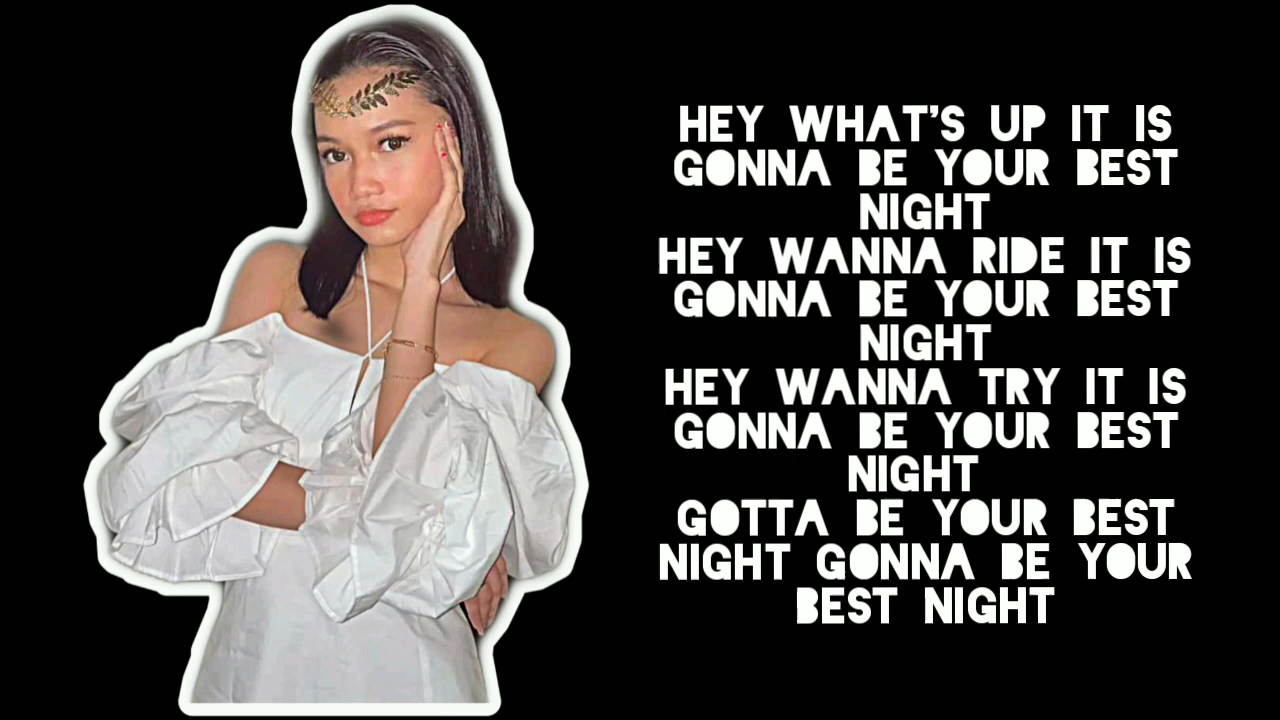 HEY WHAT'S UP IT IS
GONNA BE YOUR BEST
NIGHT
HEY WANNA RIDE IT IS
GONNA BE YOUR BEST
NIGHT
HEY WANNA TRY IT IS
GONNA BE YOUR BEST
NIGHT
GOTTA BE YOUR BEST
NIGHT GONNA BE YOUR
BEST NIGHT